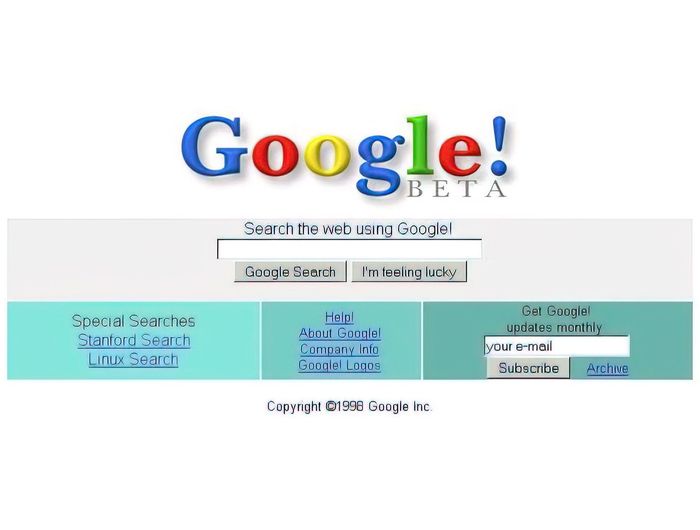 Google!
BETA
Search the web using Google!
Google Search
I'm feeling lucky
Special Searches
Stanford Search
Linux Search
Help!
About Google!
Company Info
Google! Logos
Get Google!
updates monthly
your e-mail
Subscribe
Archive
Copyright ©1998 Google Inc.